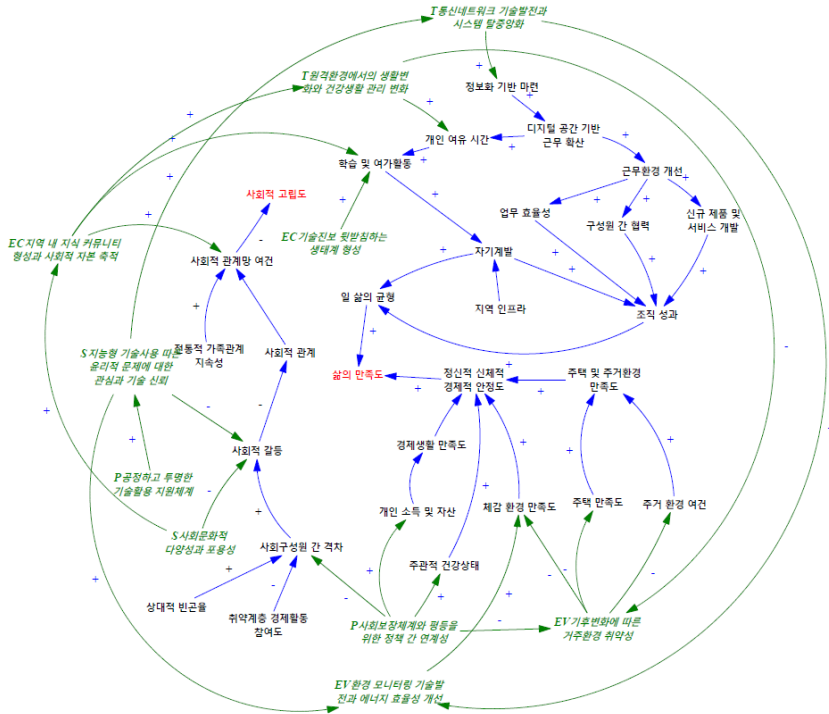 T통신네트워크 기술발전과
시스템 탈중앙화
T원격환경에서의 생활변
화와 건강생활 관리 변화
정보화 기반 마련
개인 여유 시간
디지털 공간 기반
근무 확산
학습 및 여가활동
근무환경 개선
사회적 고립도
업무 효율성
구성원 간 협력
신규 제품 및
서비스 개발
EC지역 내 지식 커뮤니티
형성과 사회적 자본 축적
EC기술진보 뒷받침하는
생태계 형성
사회적 관계망 여건
자기계발
일 삶의 균형
지역 인프라
조직 성과
S지능형 기술사용 따른
윤리적 문제에 대한
관심과 기술 신뢰
전통적 가족관계
지속성
사회적 관계
삶의 만족도
정신적 신체적
경제적 안정도
주택 및 주거환경
만족도
사회적 갈등
경제생활 만족도
P공정하고 투명한
기술활용 지원체계
개인 소득 및 자산
체감 환경 만족도
주택 만족도
주거 환경 여건
S사회문화적
다양성과 포용성
사회구성원 간 격차
주관적 건강상태
상대적 빈곤율
취약계층 경제활동
참여도
P사회보장체계와 평등을
위한 정책 간 연계성
EV기후변화에 따른
거주환경 취약성
EV환경 모니터링 기술발
전과 에너지 효율성 개선